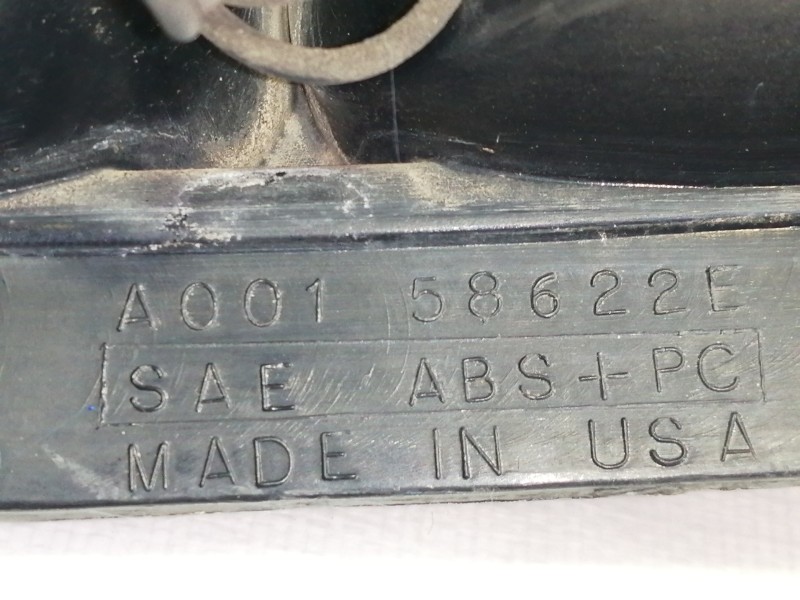 A001 58622E
SAE ABS+PC
MADE IN USA